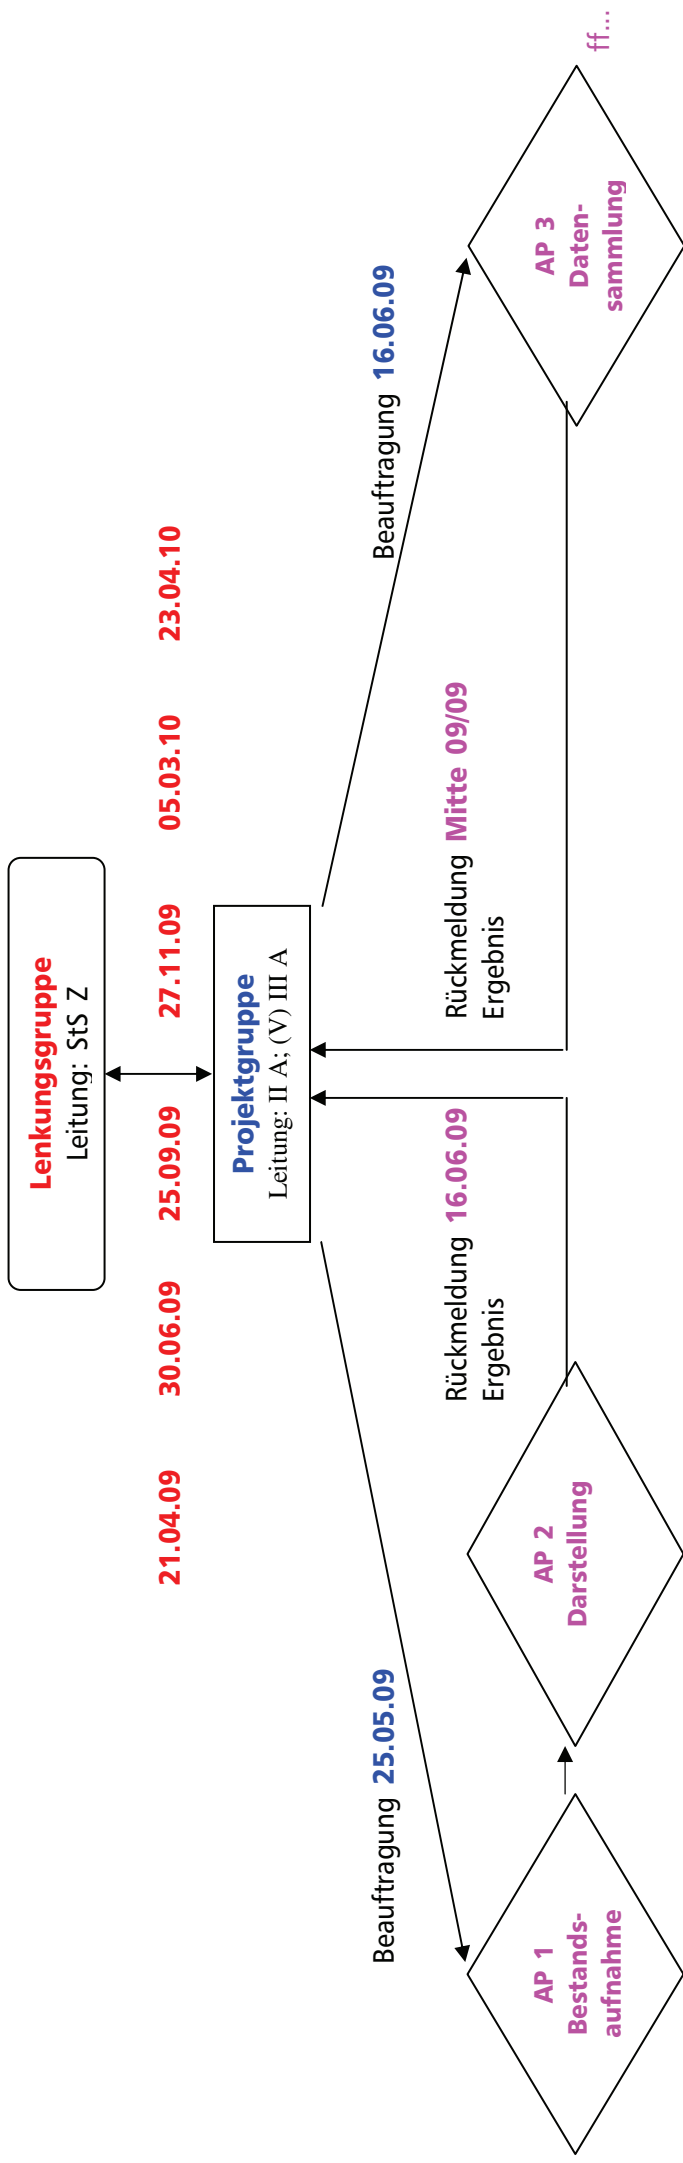 Lenkungsgruppe
Leitung: StS Z
21.04.09 30.06.09 25.09.09 27.11.09 05.03.10 23.04.10
Projektgruppe
Leitung: II A; (V) III A
Beauftragung 25.05.09
Beauftragung 16.06.09
Rückmeldung 16.06.09
Ergebnis
Rückmeldung Mitte 09/09
Ergebnis
AP 1
Bestands-
aufnahme
AP 2
Darstellung
AP 3
Daten-
sammlung
ff...